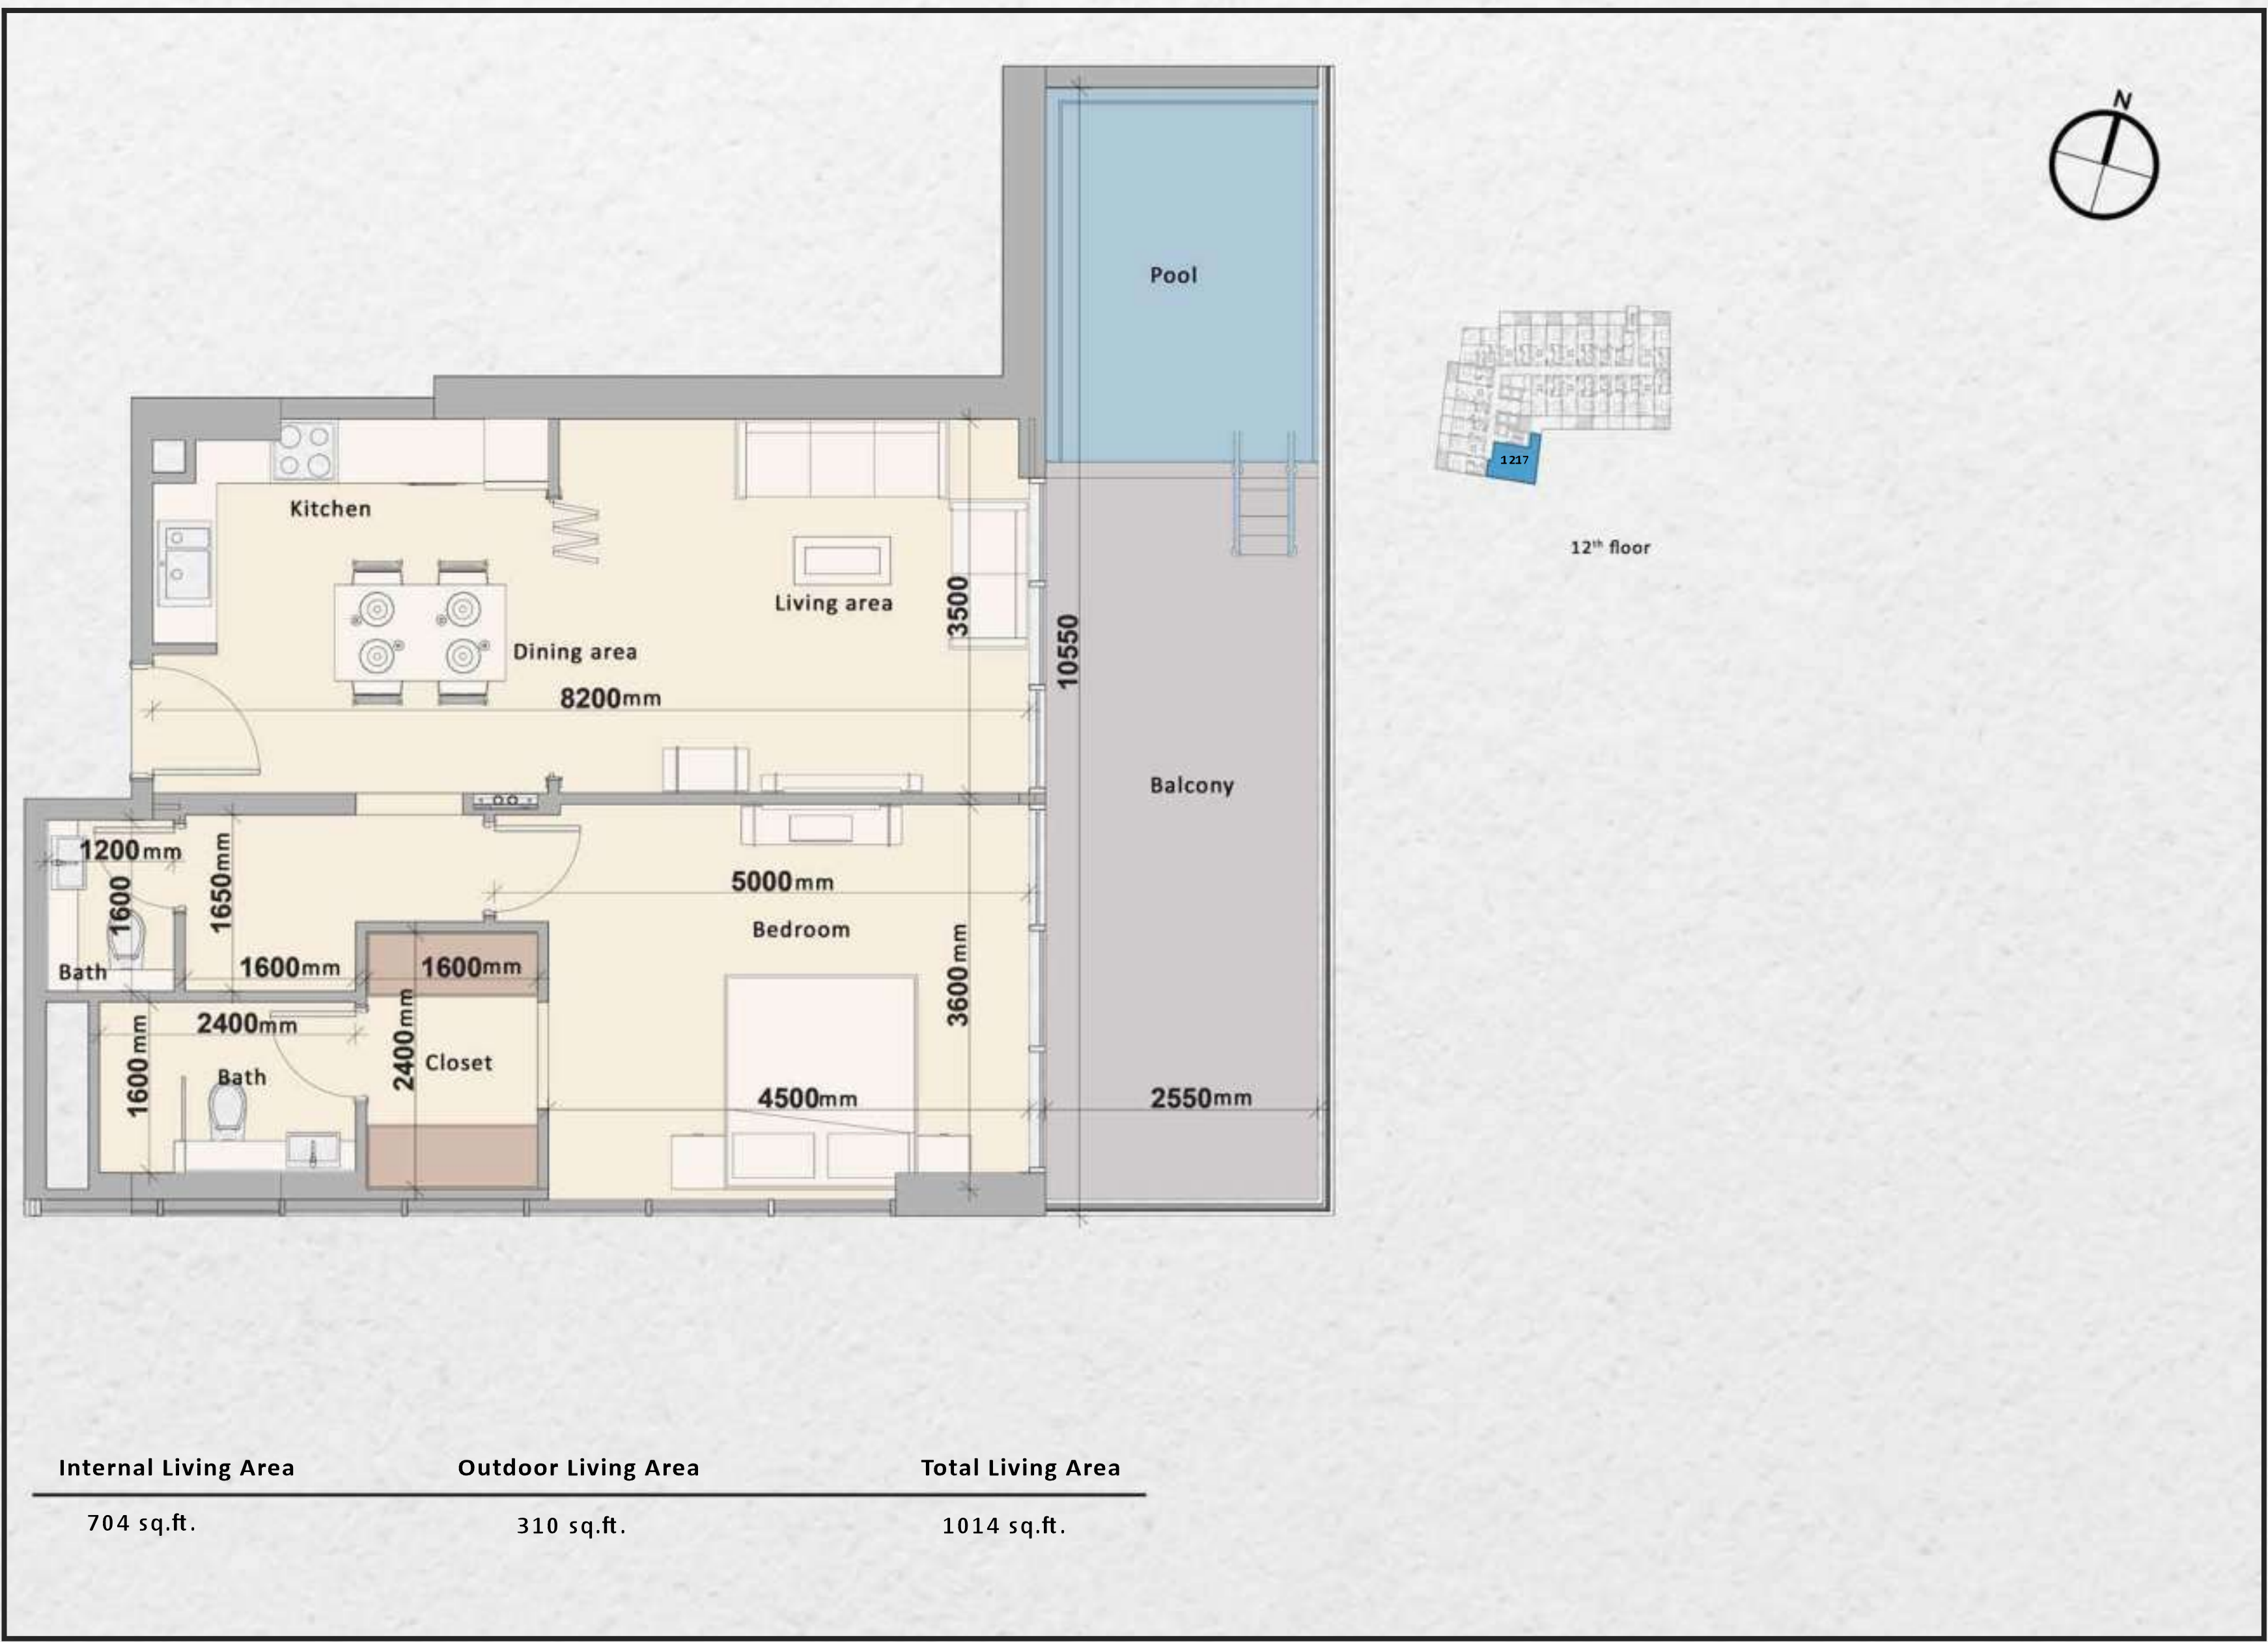 N
Pool
1217
12th floor
Kitchen
Living area
3500
10550
Dining area
8200mm
Balcony
1200mm
1600
1650mm
5000mm
Bedroom
Bath
1600mm
1600mm
3600mm
2400mm
2400mm
Closet
1600mm
Bath
4500mm
2550mm
Internal Living Area
Outdoor Living Area
Total Living Area
704 sq.ft.
310 sq.ft.
1014 sq.ft.